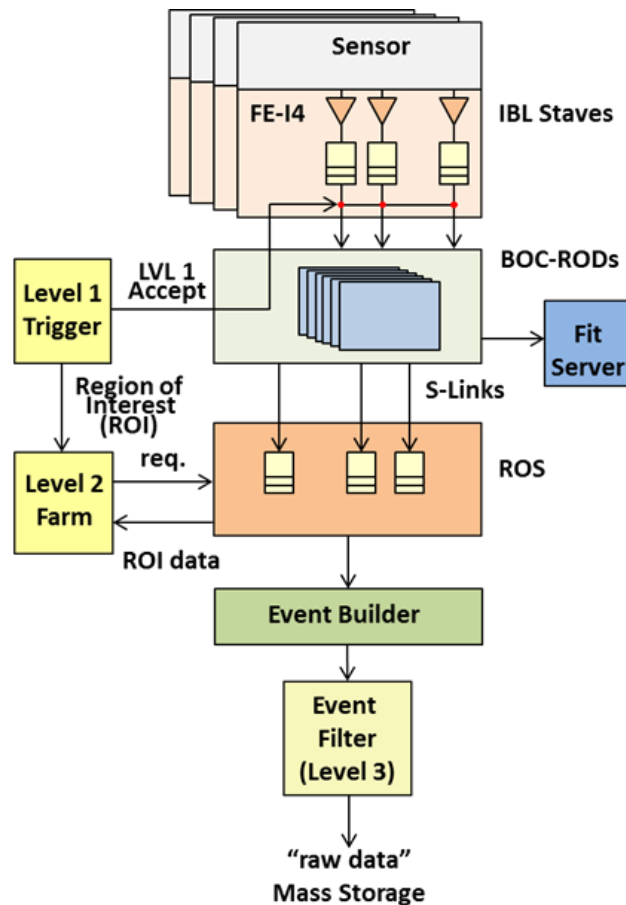 Sensor
FE-I4
IBL Staves
BOC-RODs
LVL 1
Accept
Level 1
Trigger
Fit
Server
Region of
Interest
(ROI)
S-Links
req.
ROS
Level 2
Farm
ROI data
Event Builder
Event
Filter
(Level 3)
“raw data”
Mass Storage